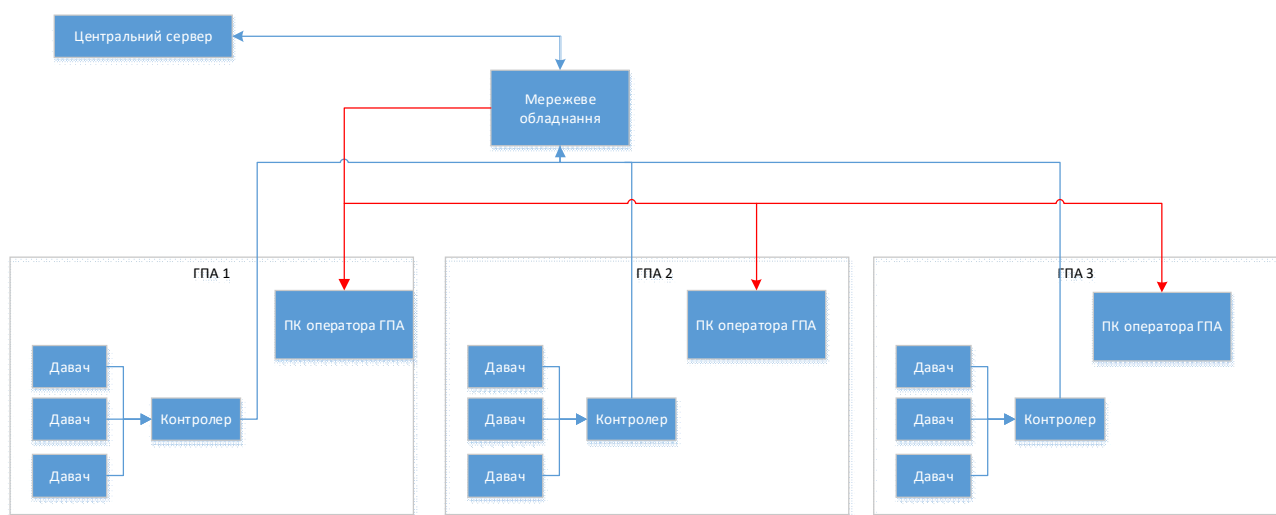 Центральний сервер
Мережеве
обладнання
ГПА 1
ПК оператора ГПА
Давач
Давач
Контролер
Давач
ГПА 2
ПК оператора ГПА
Давач
Давач
Контролер
Давач
ГПА 3
ПК оператора ГПА
Давач
Давач
Контролер
Давач